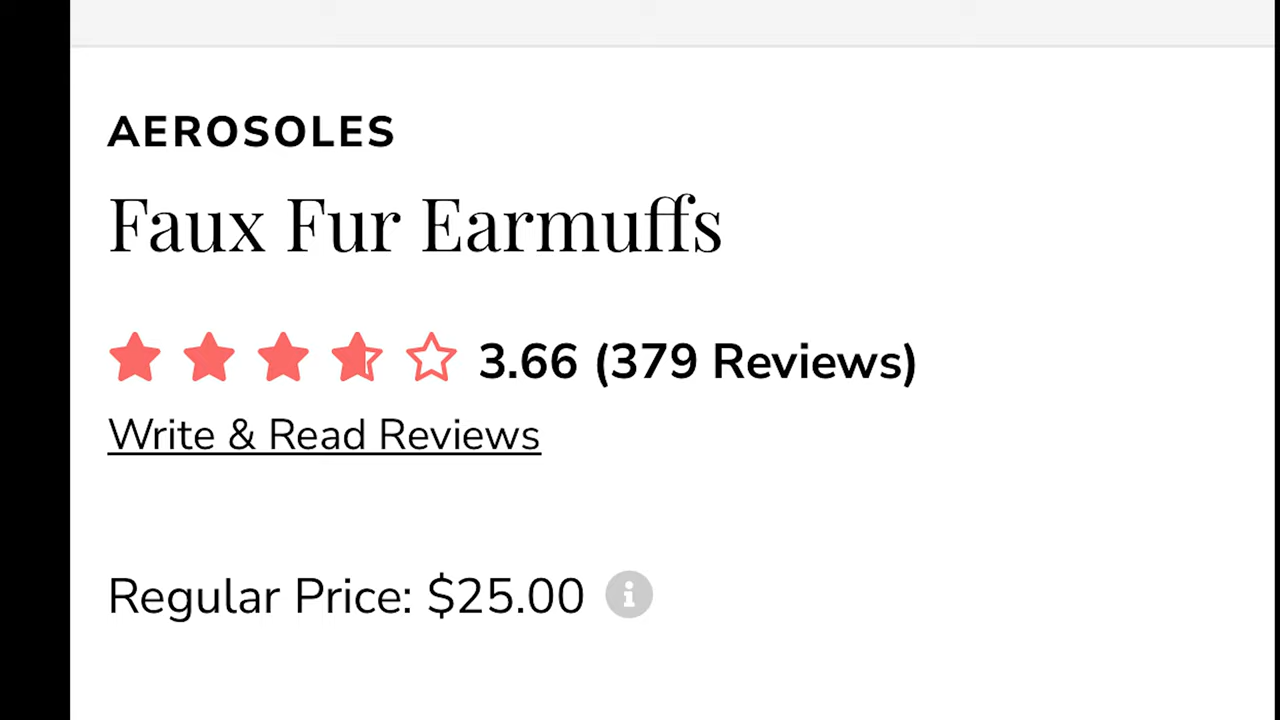 AEROSOLES
Faux Fur Earmuffs
3.66 (379 Reviews)
Write & Read Reviews
Regular Price: $25.00